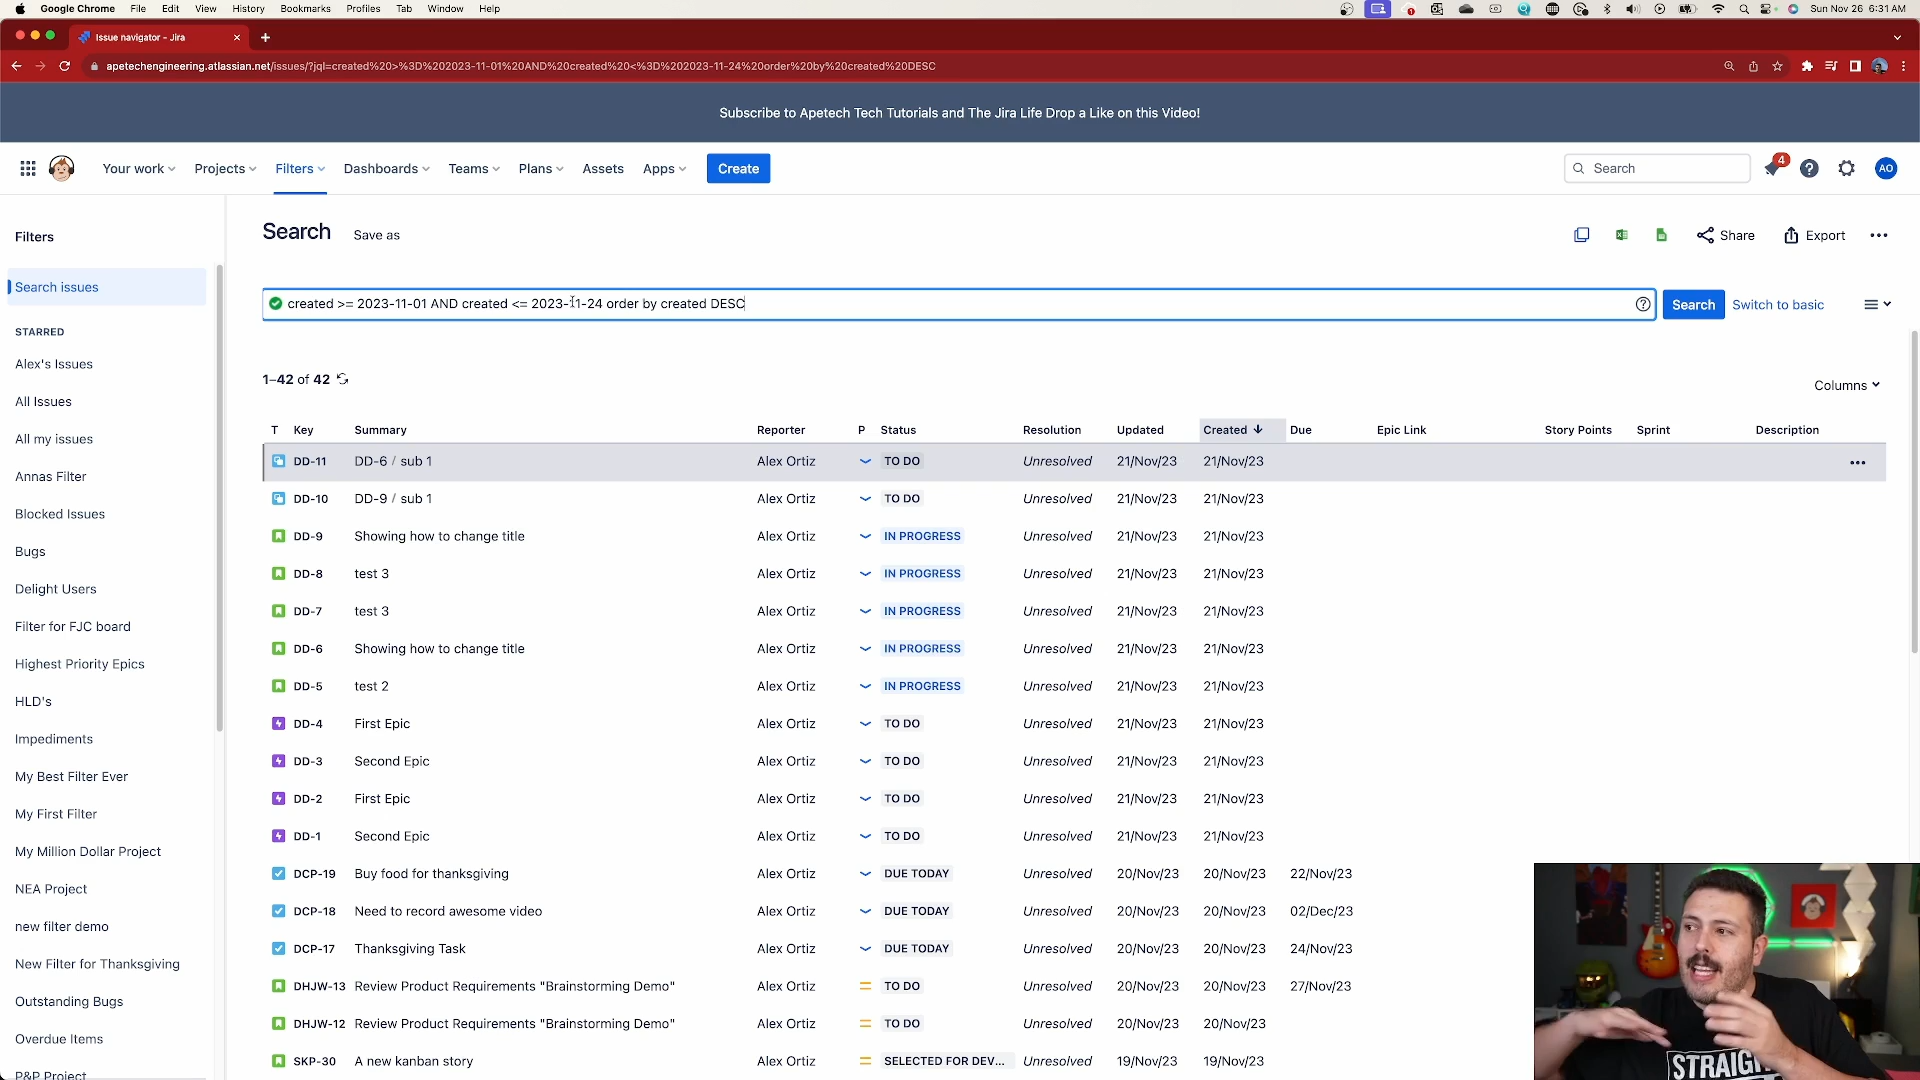 Google Chrome File Edit View History Bookmarks Profiles Tab Window Help Sun Nov 26 6:31 AM
Issue navigator - Jira
apetechengineering.atlassian.net/issues/?jql=created%20>%3D%202023-11-01%20AND%20created%20<%3D%202023-11-24%20order%20by%20created%20DESC
Subscribe to Apetech Tech Tutorials and The Jira Life Drop a Like on this Video!
Your work Projects Filters Dashboards Teams Plans Assets Apps Create Search 4 AO
Filters
Search issues
STARRED
Alex's Issues
All Issues
All my issues
Annas Filter
Blocked Issues
Bugs
Delight Users
Filter for FJC board
Highest Priority Epics
HLD's
Impediments
My Best Filter Ever
My First Filter
My Million Dollar Project
NEA Project
new filter demo
New Filter for Thanksgiving
Outstanding Bugs
Overdue Items
P&P Project
Search Save as Share Export
created >= 2023-11-01 AND created <= 2023-11-24 order by created DESC Search Switch to basic
1–42 of 42 Columns
T Key Summary Reporter P Status Resolution Updated Created Due Epic Link Story Points Sprint Description
DD-11 DD-6 / sub 1 Alex Ortiz TO DO Unresolved 21/Nov/23 21/Nov/23
DD-10 DD-9 / sub 1 Alex Ortiz TO DO Unresolved 21/Nov/23 21/Nov/23
DD-9 Showing how to change title Alex Ortiz IN PROGRESS Unresolved 21/Nov/23 21/Nov/23
DD-8 test 3 Alex Ortiz IN PROGRESS Unresolved 21/Nov/23 21/Nov/23
DD-7 test 3 Alex Ortiz IN PROGRESS Unresolved 21/Nov/23 21/Nov/23
DD-6 Showing how to change title Alex Ortiz IN PROGRESS Unresolved 21/Nov/23 21/Nov/23
DD-5 test 2 Alex Ortiz IN PROGRESS Unresolved 21/Nov/23 21/Nov/23
DD-4 First Epic Alex Ortiz TO DO Unresolved 21/Nov/23 21/Nov/23
DD-3 Second Epic Alex Ortiz TO DO Unresolved 21/Nov/23 21/Nov/23
DD-2 First Epic Alex Ortiz TO DO Unresolved 21/Nov/23 21/Nov/23
DD-1 Second Epic Alex Ortiz TO DO Unresolved 21/Nov/23 21/Nov/23
DCP-19 Buy food for thanksgiving Alex Ortiz DUE TODAY Unresolved 20/Nov/23 20/Nov/23 22/Nov/23
DCP-18 Need to record awesome video Alex Ortiz DUE TODAY Unresolved 20/Nov/23 20/Nov/23 02/Dec/23
DCP-17 Thanksgiving Task Alex Ortiz DUE TODAY Unresolved 20/Nov/23 20/Nov/23 24/Nov/23
DHJW-13 Review Product Requirements "Brainstorming Demo" Alex Ortiz TO DO Unresolved 20/Nov/23 20/Nov/23 27/Nov/23
DHJW-12 Review Product Requirements "Brainstorming Demo" Alex Ortiz TO DO Unresolved 20/Nov/23 20/Nov/23
SKP-30 A new kanban story Alex Ortiz SELECTED FOR DEV... Unresolved 19/Nov/23 19/Nov/23